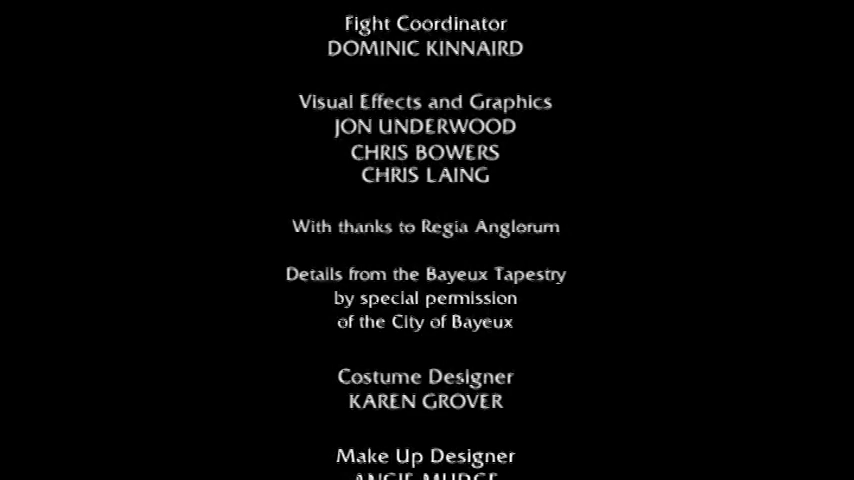 Fight Coordinator
DOMINIC KINNAIRD
Visual Effects and Graphics
JON UNDERWOOD
CHRIS BOWERS
CHRIS LAING
With thanks to Regia Anglorum
Details from the Bayeux Tapestry
by special permission
of the City of Bayeux
Costume Designer
KAREN GROVER
Make Up Designer